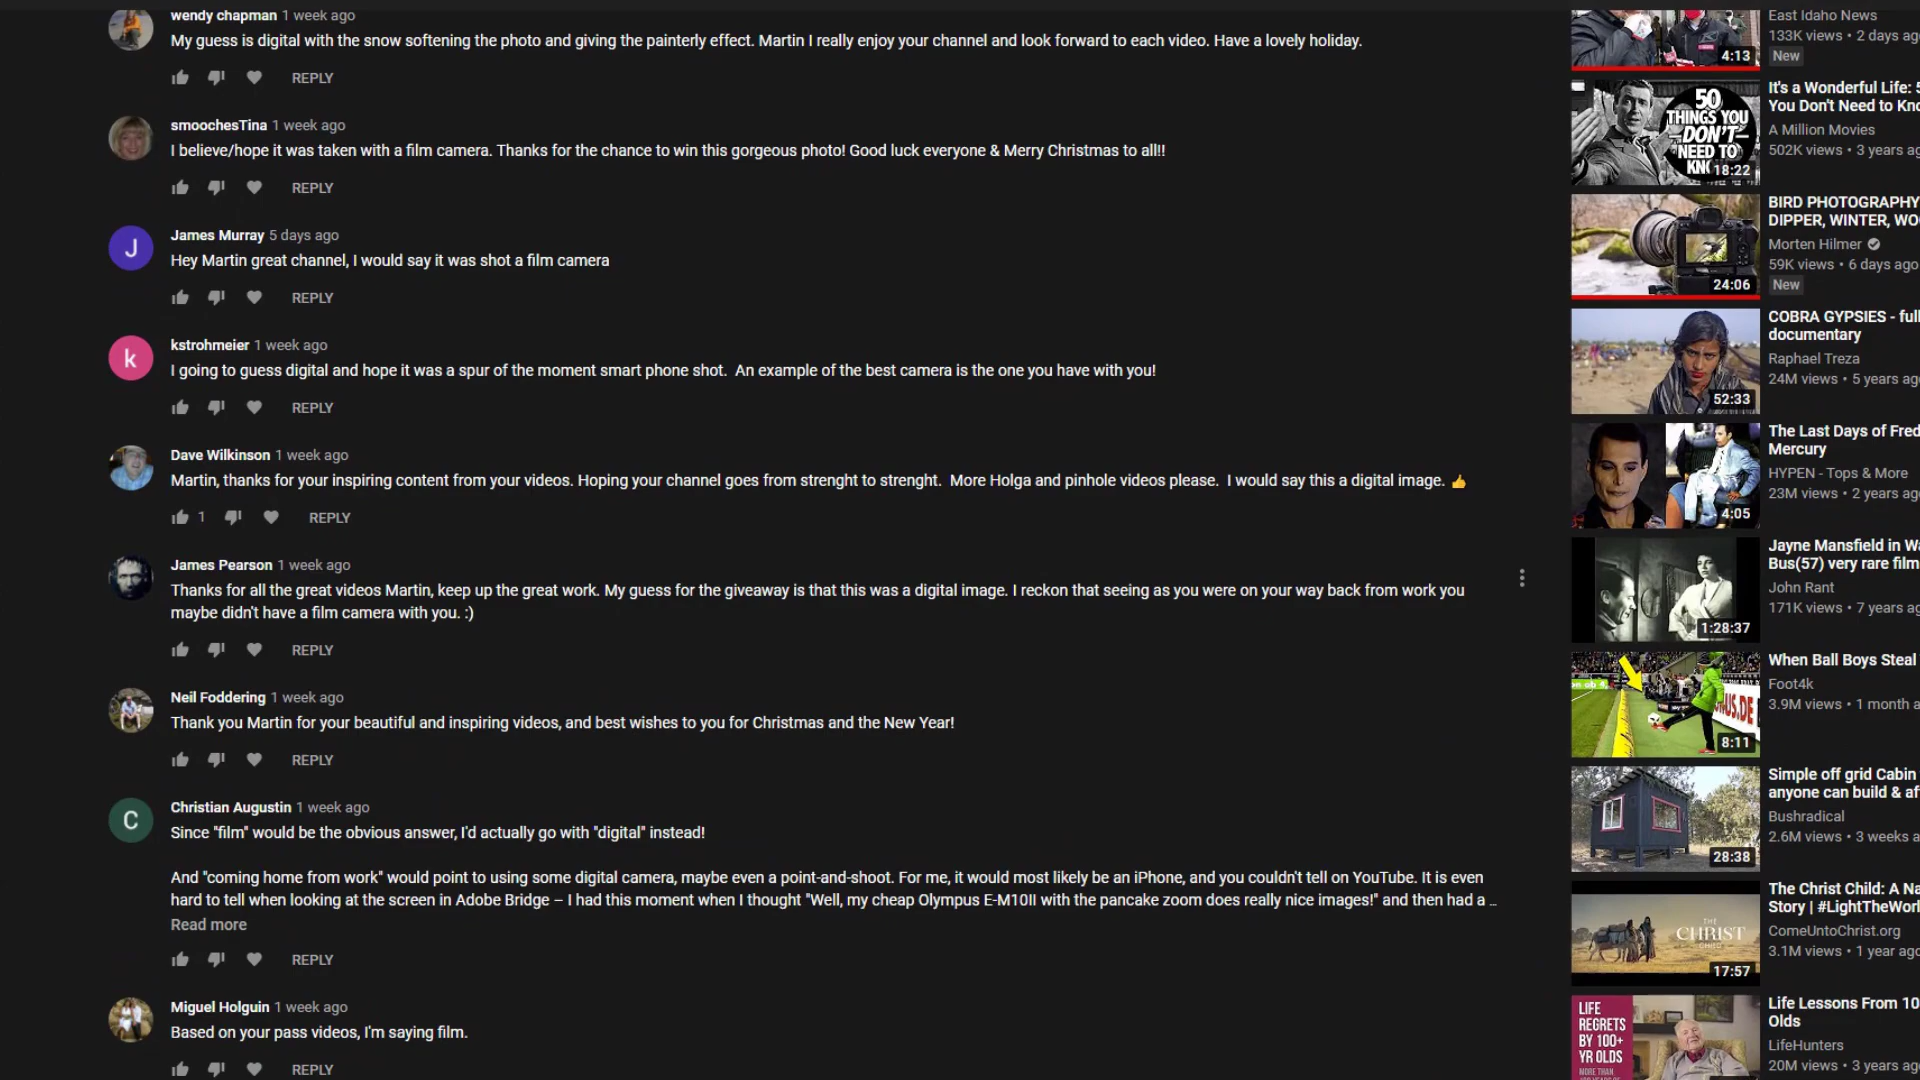 wendy chapman 1 week ago
My guess is digital with the snow softening the photo and giving the painterly effect. Martin I really enjoy your channel and look forward to each video. Have a lovely holiday.
REPLY
smoochesTina 1 week ago
I believe/hope it was taken with a film camera. Thanks for the chance to win this gorgeous photo! Good luck everyone & Merry Christmas to all!!
REPLY
J
James Murray 5 days ago
Hey Martin great channel, I would say it was shot a film camera
REPLY
k
kstrohmeier 1 week ago
I going to guess digital and hope it was a spur of the moment smart phone shot.  An example of the best camera is the one you have with you!
REPLY
Dave Wilkinson 1 week ago
Martin, thanks for your inspiring content from your videos. Hoping your channel goes from strenght to strenght.  More Holga and pinhole videos please.  I would say this a digital image. 👍
1 REPLY
James Pearson 1 week ago
Thanks for all the great videos Martin, keep up the great work. My guess for the giveaway is that this was a digital image. I reckon that seeing as you were on your way back from work you
maybe didn't have a film camera with you. :)
REPLY
Neil Foddering 1 week ago
Thank you Martin for your beautiful and inspiring videos, and best wishes to you for Christmas and the New Year!
REPLY
C
Christian Augustin 1 week ago
Since "film" would be the obvious answer, I'd actually go with "digital" instead!
And "coming home from work" would point to using some digital camera, maybe even a point-and-shoot. For me, it would most likely be an iPhone, and you couldn't tell on YouTube. It is even
hard to tell when looking at the screen in Adobe Bridge – I had this moment when I thought "Well, my cheap Olympus E-M10II with the pancake zoom does really nice images!" and then had a ...
Read more
REPLY
Miguel Holguin 1 week ago
Based on your pass videos, I'm saying film.
REPLY
4:13
East Idaho News
133K views • 2 days ag
New
50
THINGS YOU
—DON'T—
NEED TO
KN
18:22
It's a Wonderful Life: 5
You Don't Need to Kno
A Million Movies
502K views • 3 years ag
24:06
BIRD PHOTOGRAPHY
DIPPER, WINTER, WO
Morten Hilmer
59K views • 6 days ago
New
52:33
COBRA GYPSIES - full
documentary
Raphael Treza
24M views • 5 years ag
4:05
The Last Days of Fred
Mercury
HYPEN - Tops & More
23M views • 2 years ag
1:28:37
Jayne Mansfield in Wa
Bus(57) very rare film
John Rant
171K views • 7 years ag
8:11
When Ball Boys Steal
Foot4k
3.9M views • 1 month a
28:38
Simple off grid Cabin
anyone can build & af
Bushradical
2.6M views • 3 weeks a
THE
CHRIST
CHILD
17:57
The Christ Child: A Na
Story | #LightTheWorl
ComeUntoChrist.org
3.1M views • 1 year ago
LIFE
REGRETS
BY 100+
YR OLDS
MORE THAN
Life Lessons From 10
Olds
LifeHunters
20M views • 3 years ag